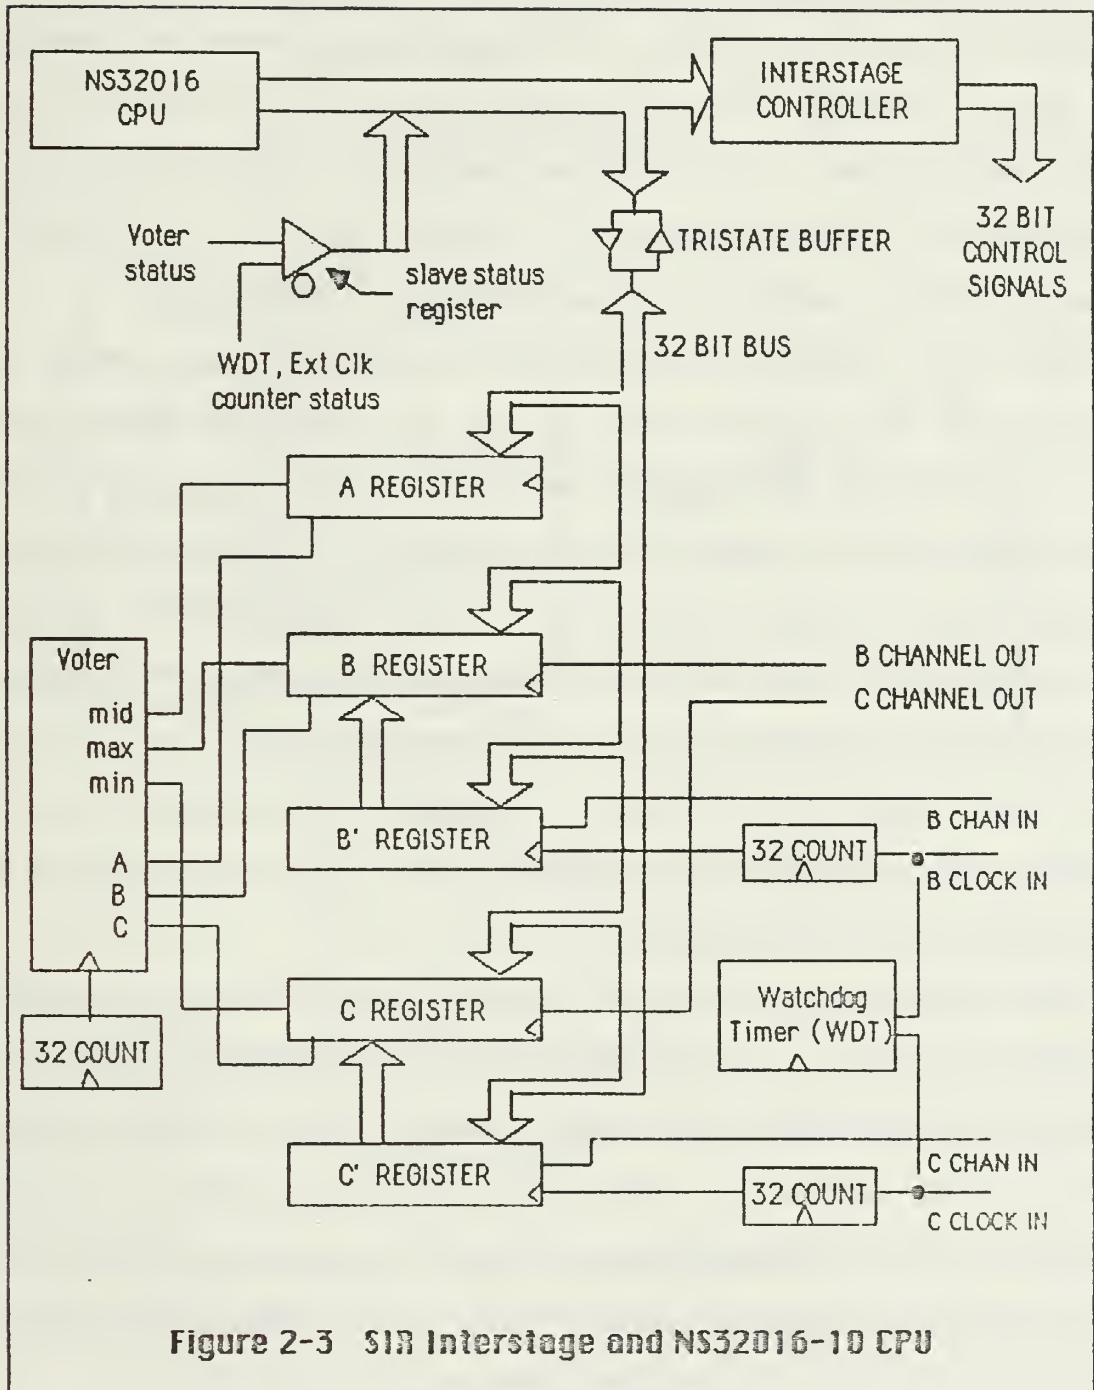 NS32016
CPU
INTERSTAGE
CONTROLLER
32 BIT
CONTROL
SIGNALS
Voter
status
slave status
register
WDT, Ext Clk
counter status
TRISTATE BUFFER
32 BIT BUS
A REGISTER
Voter
mid
max
min
A
B
C
32 COUNT
B REGISTER
B CHANNEL OUT
C CHANNEL OUT
B' REGISTER
B CHAN IN
32 COUNT
B CLOCK IN
C REGISTER
Watchdog
Timer (WDT)
C' REGISTER
C CHAN IN
32 COUNT
C CLOCK IN
Figure 2-3 SIR Interstage and NS32016-10 CPU